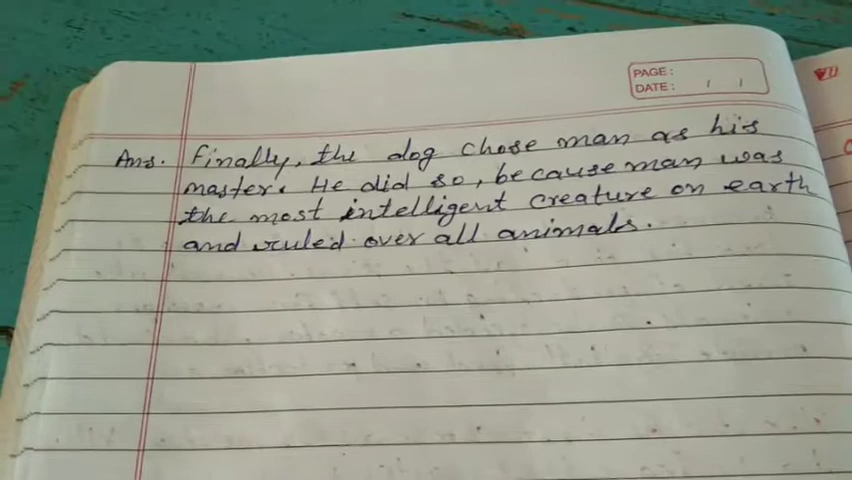 PAGE:
DATE: / /
Ans. Finally, the dog chose man as his
master. He did so, because man was
the most intelligent creature on earth
and ruled over all animals.